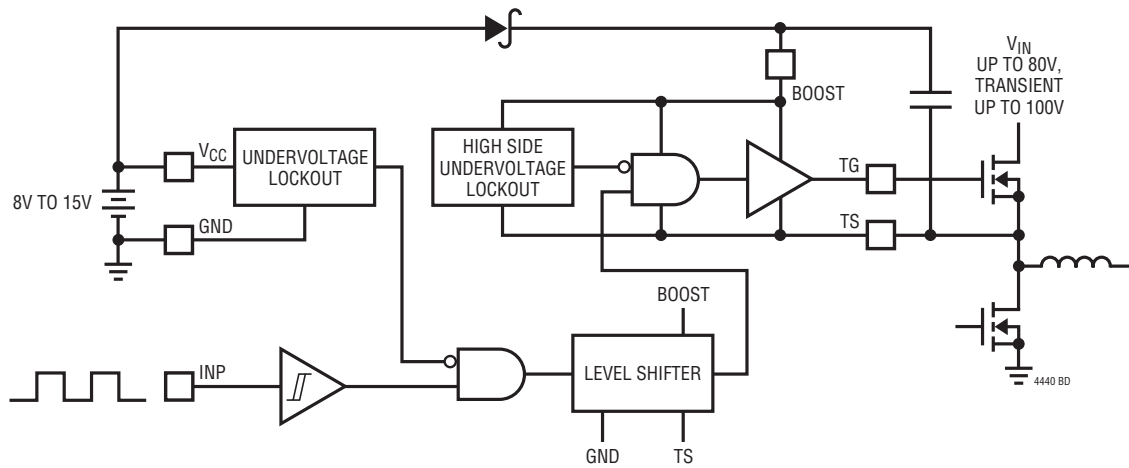 V_IN
UP TO 80V,
TRANSIENT
UP TO 100V
BOOST
V_CC
UNDERVOLTAGE
LOCKOUT
HIGH SIDE
UNDERVOLTAGE
LOCKOUT
TG
8V TO 15V
GND
TS
BOOST
INP
LEVEL SHIFTER
4440 BD
GND
TS